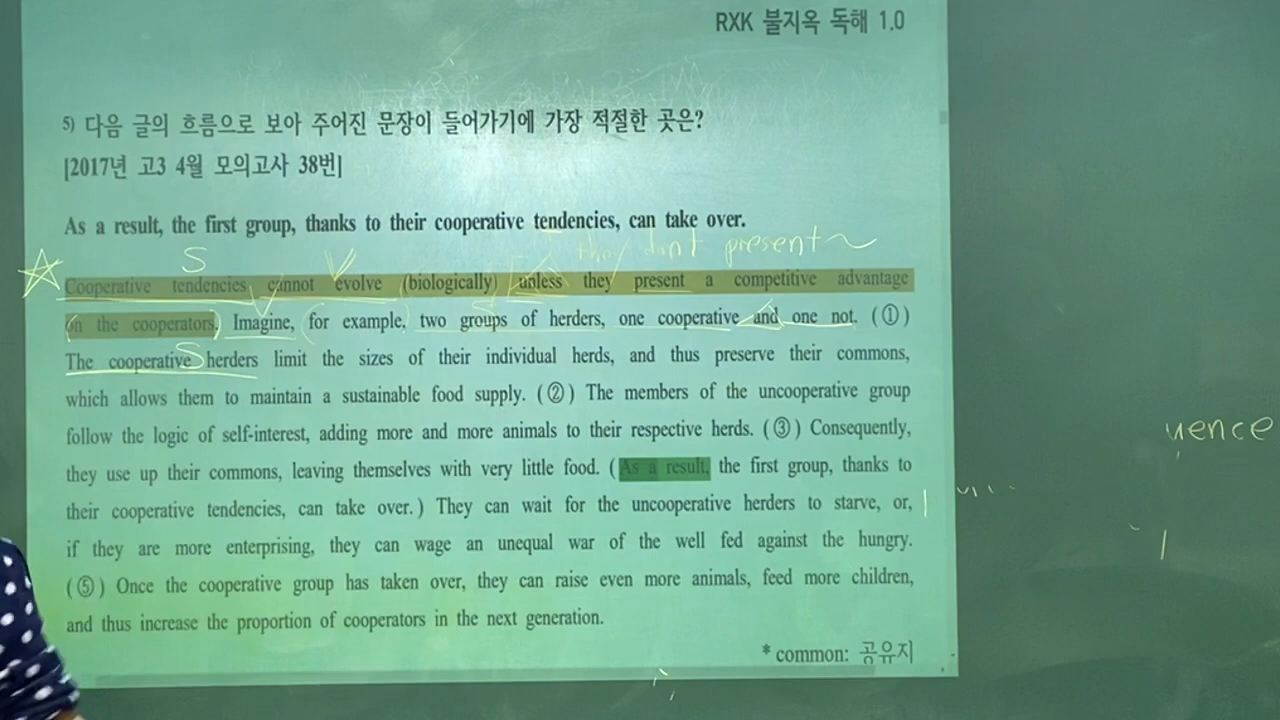 RXK 불지옥 독해 1.0
5) 다음 글의 흐름으로 보아 주어진 문장이 들어가기에 가장 적절한 곳은?
[2017년 고3 4월 모의고사 38번]
As a result, the first group, thanks to their cooperative tendencies, can take over.
S V they don't present
Cooperative tendencies cannot evolve (biologically) unless they present a competitive advantage
on the cooperators. Imagine, for example, two groups of herders, one cooperative and one not. (①)
S
The cooperative herders limit the sizes of their individual herds, and thus preserve their commons,
which allows them to maintain a sustainable food supply. (②) The members of the uncooperative group
follow the logic of self-interest, adding more and more animals to their respective herds. (③) Consequently,
uence
they use up their commons, leaving themselves with very little food. (As a result, the first group, thanks to
their cooperative tendencies, can take over.) They can wait for the uncooperative herders to starve, or,
if they are more enterprising, they can wage an unequal war of the well fed against the hungry.
(⑤) Once the cooperative group has taken over, they can raise even more animals, feed more children,
and thus increase the proportion of cooperators in the next generation.
* common: 공유지